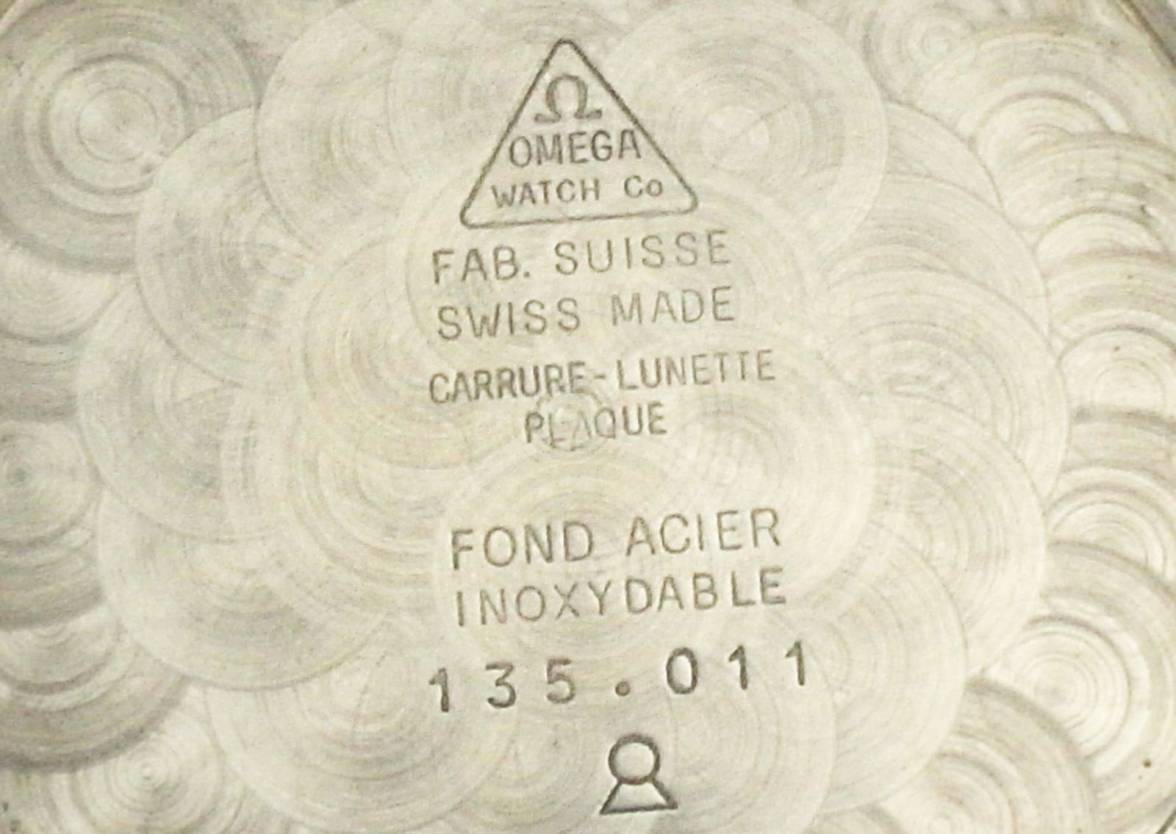 Ω
OMEGA
WATCH Co
FAB. SUISSE
SWISS MADE
CARRURE-LUNETTE
PLAQUE
FOND ACIER
INOXYDABLE
135.011